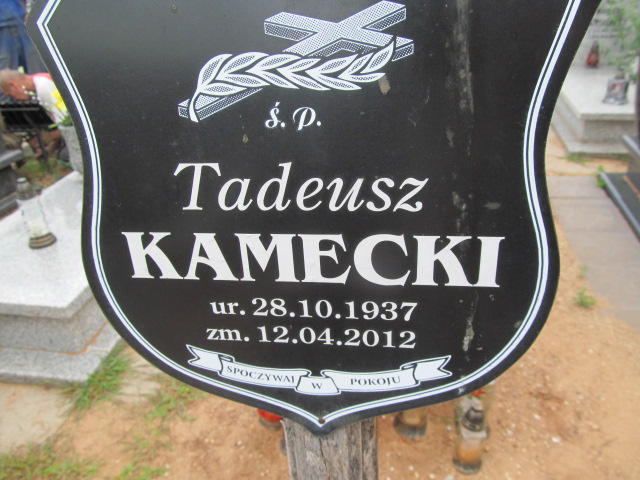 ś. p.
Tadeusz
KAMECKI
ur. 28.10.1937
zm. 12.04.2012
SPOCZYWAJ W POKOJU